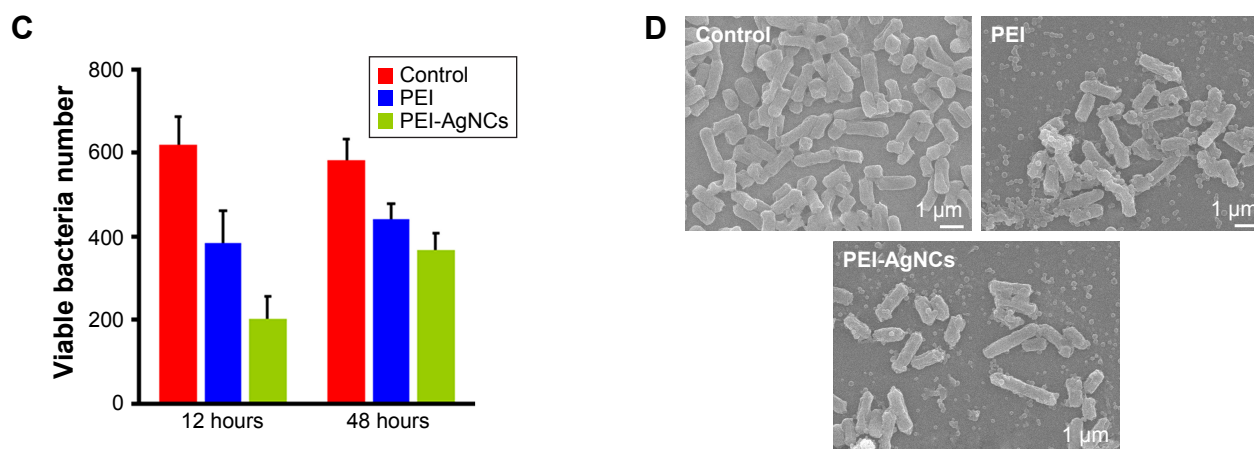 C
800
600
400
200
0
Viable bacteria number
Control
PEI
PEI-AgNCs
12 hours
48 hours
D
Control
1 µm
PEI
1 µm
PEI-AgNCs
1 µm